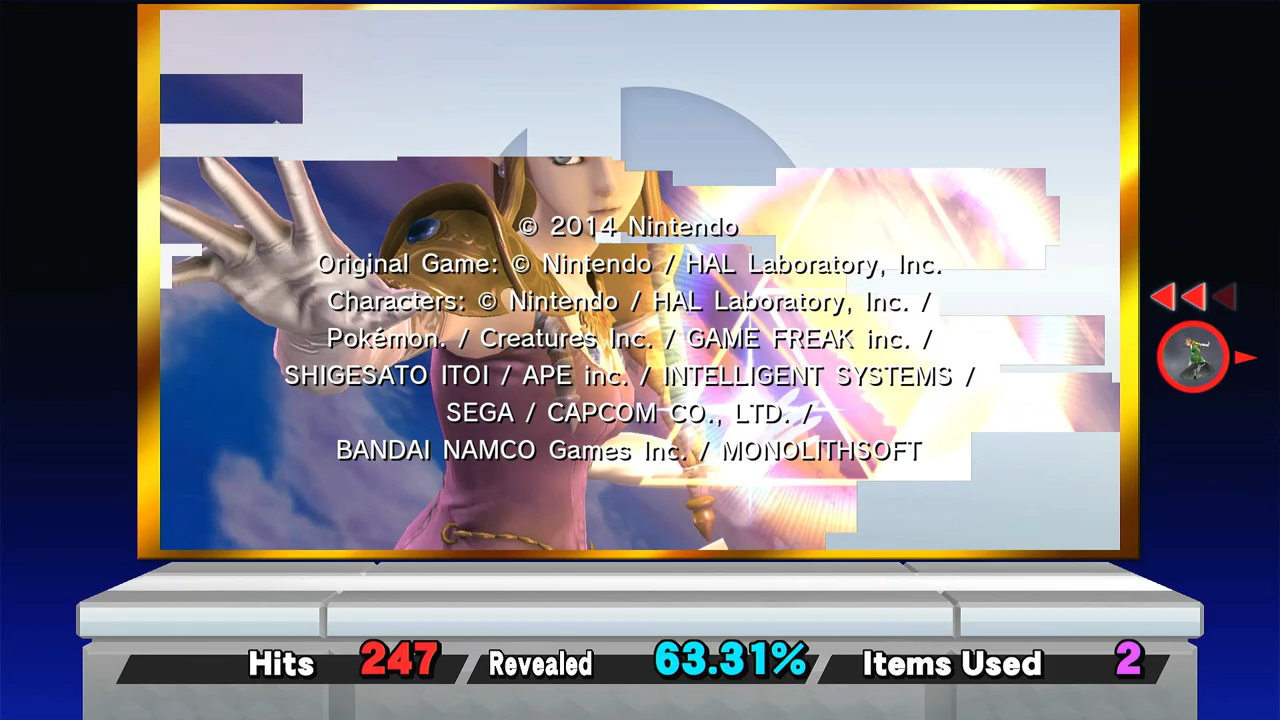 © 2014 Nintendo
Original Game: © Nintendo / HAL Laboratory, Inc.
Characters: © Nintendo / HAL Laboratory, Inc. /
Pokémon. / Creatures Inc. / GAME FREAK inc. /
SHIGESATO ITOI / APE inc. / INTELLIGENT SYSTEMS /
SEGA / CAPCOM CO., LTD. /
BANDAI NAMCO Games Inc. / MONOLITHSOFT
Hits 247 Revealed 63.31% Items Used 2